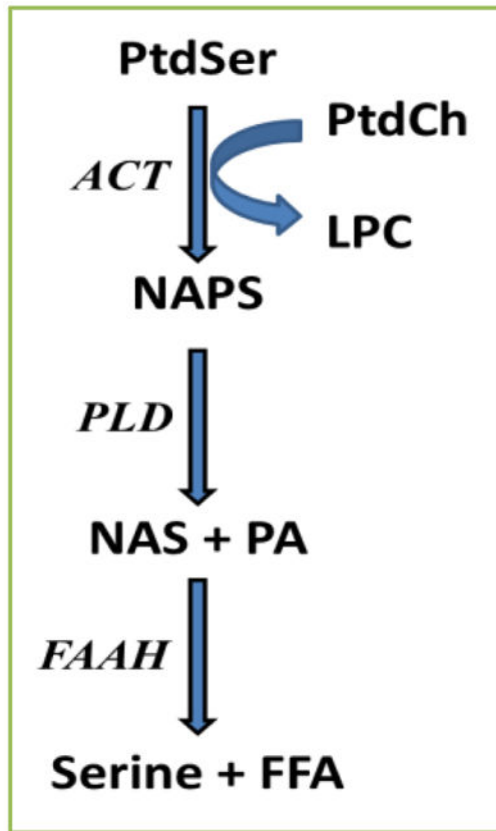 PtdSer
PtdCh
ACT
LPC
NAPS
PLD
NAS + PA
FAAH
Serine + FFA